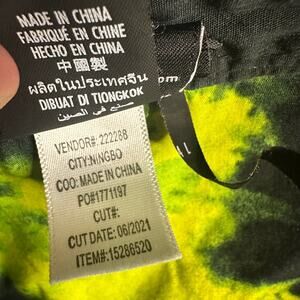 MADE IN CHINA
FABRIQUÉ EN CHINE
HECHO EN CHINA
中國製
ผลิตในประเทศจีน
DIBUAT DI TIONGKOK
صنع في الصين
om
VENDOR#:222288
CITY:NINGBO
COO: MADE IN CHINA
PO#1771197
CUT#:
CUT DATE: 06/2021
ITEM#:15286520